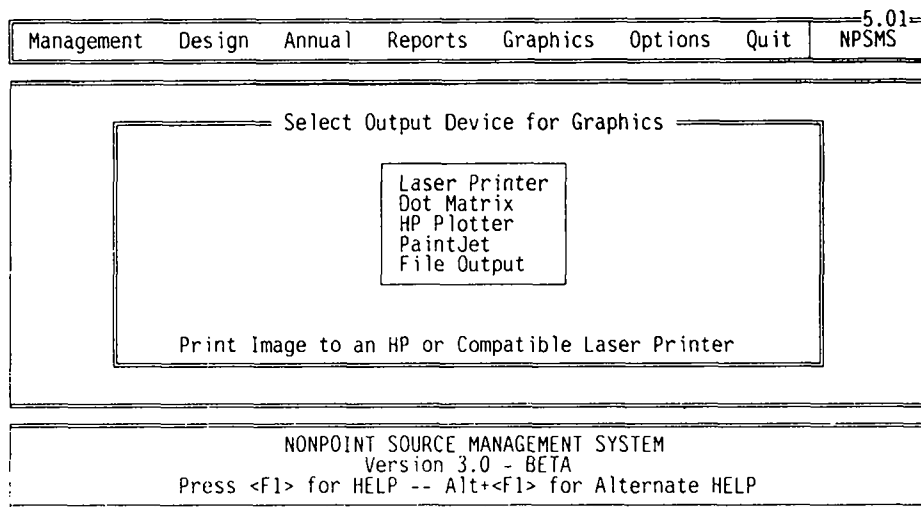 5.01
Management Design Annual Reports Graphics Options Quit NPSMS
Select Output Device for Graphics
Laser Printer
Dot Matrix
HP Plotter
PaintJet
File Output
Print Image to an HP or Compatible Laser Printer
NONPOINT SOURCE MANAGEMENT SYSTEM
Version 3.0 - BETA
Press <F1> for HELP -- Alt+<F1> for Alternate HELP